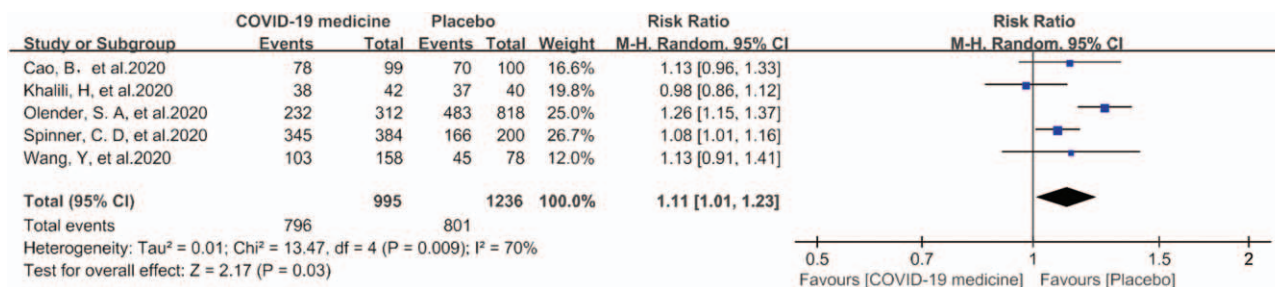 COVID-19 medicine Placebo Risk Ratio Risk Ratio
Study or Subgroup Events Total Events Total Weight M-H. Random. 95% CI M-H. Random. 95% CI
Cao, B, et al.2020 78 99 70 100 16.6% 1.13 [0.96, 1.33]
Khalili, H, et al.2020 38 42 37 40 19.8% 0.98 [0.86, 1.12]
Olender, S. A, et al.2020 232 312 483 818 25.0% 1.26 [1.15, 1.37]
Spinner, C. D, et al.2020 345 384 166 200 26.7% 1.08 [1.01, 1.16]
Wang, Y, et al.2020 103 158 45 78 12.0% 1.13 [0.91, 1.41]
Total (95% CI) 995 1236 100.0% 1.11 [1.01, 1.23]
Total events 796 801
Heterogeneity: Tau² = 0.01; Chi² = 13.47, df = 4 (P = 0.009); I² = 70%
Test for overall effect: Z = 2.17 (P = 0.03)
0.5 0.7 1 1.5 2
Favours [COVID-19 medicine] Favours [Placebo]